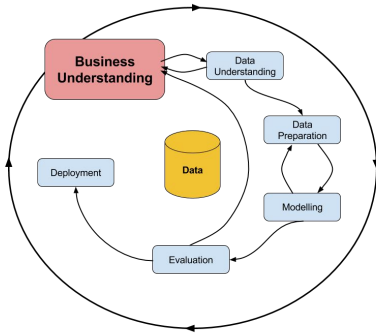 Business
Understanding
Data
Understanding
Data
Preparation
Modelling
Evaluation
Deployment
Data